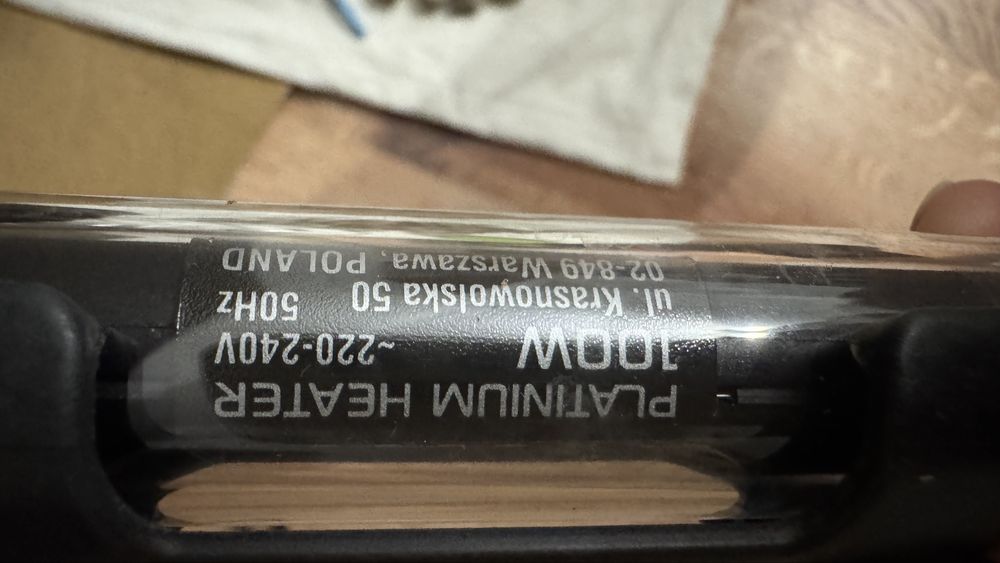 PLATINIUM HEATER
100W ~220-240V
ul. Krasnowolska 50 50Hz
02-849 Warszawa, POLAND